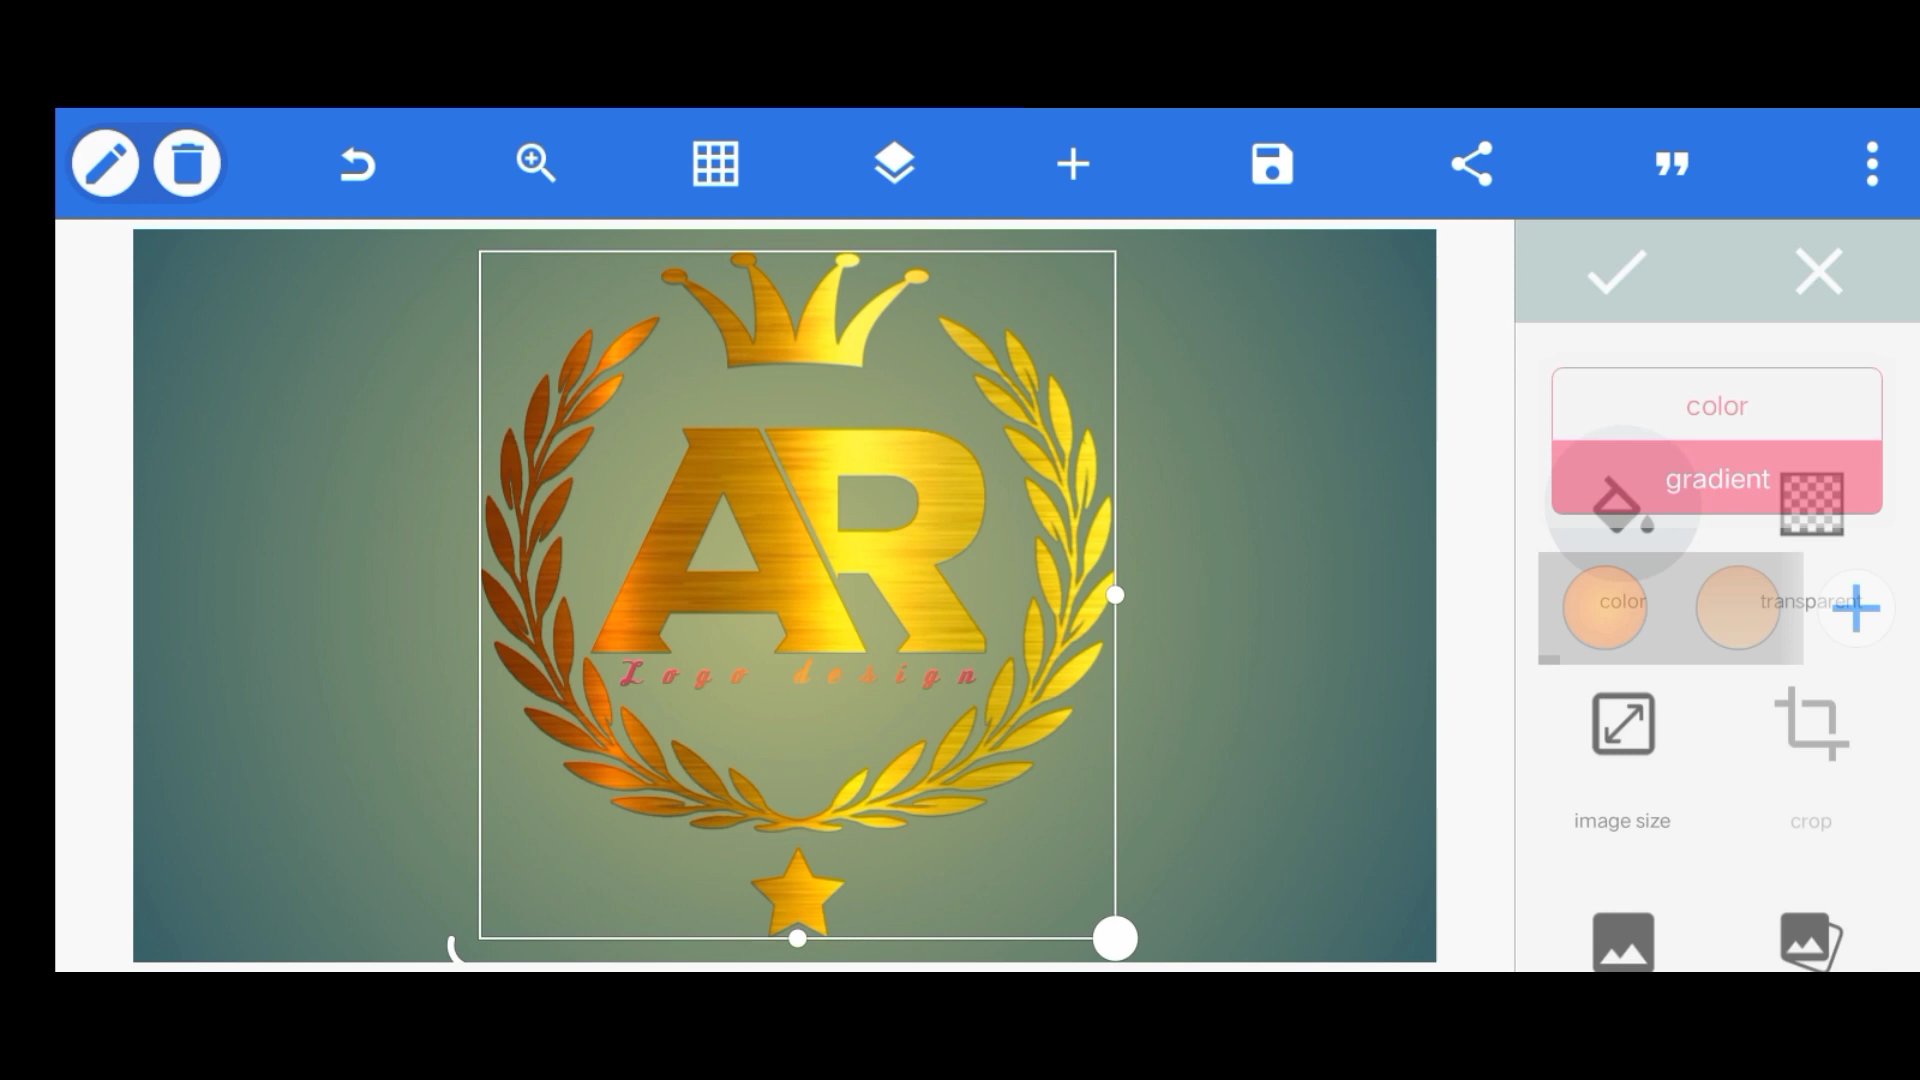 color
gradient
color
transparent
AR
Logo design
image size
crop